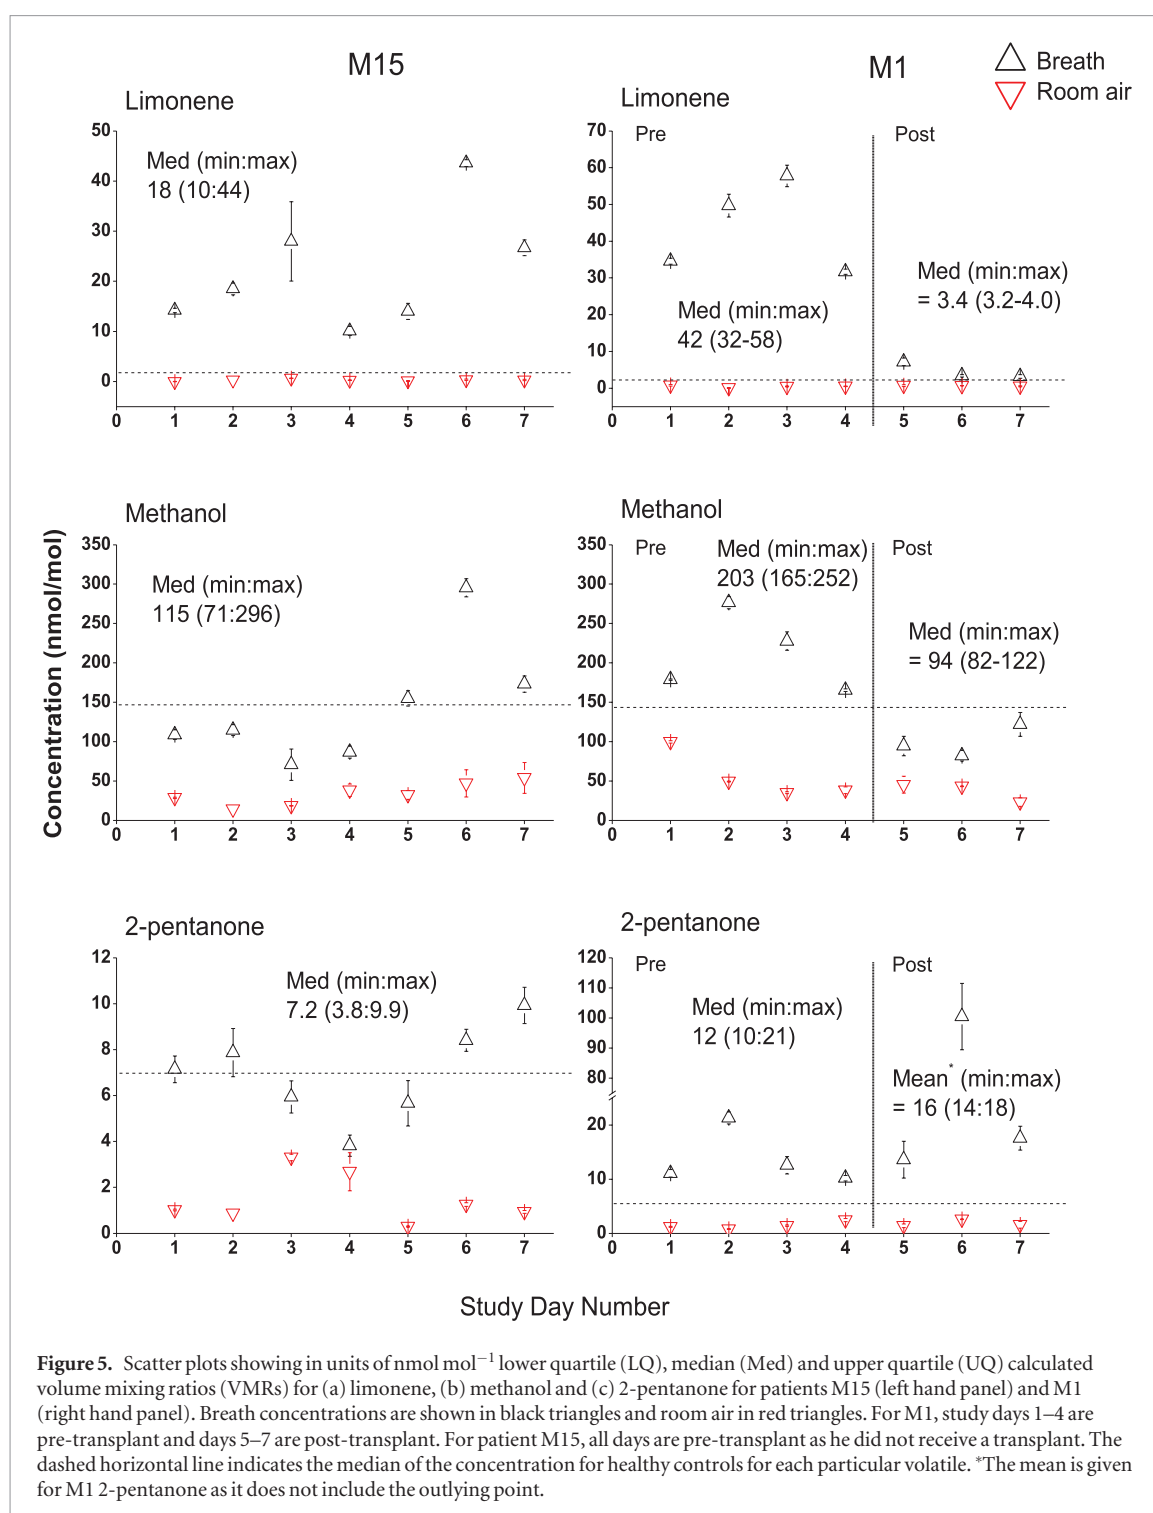 M15
M1
Breath
Room air
Limonene
50
40
30
20
10
0
Med (min:max)
18 (10:44)
0 1 2 3 4 5 6 7
Limonene
70
60
50
40
30
20
10
0
Pre
Post
Med (min:max)
42 (32-58)
Med (min:max)
= 3.4 (3.2-4.0)
0 1 2 3 4 5 6 7
Concentration (nmol/mol)
Methanol
350
300
250
200
150
100
50
0
Med (min:max)
115 (71:296)
0 1 2 3 4 5 6 7
Methanol
350
300
250
200
150
100
50
0
Pre
Med (min:max)
203 (165:252)
Post
Med (min:max)
= 94 (82-122)
0 1 2 3 4 5 6 7
2-pentanone
12
10
8
6
4
2
0
Med (min:max)
7.2 (3.8:9.9)
0 1 2 3 4 5 6 7
2-pentanone
120
110
100
90
80
20
10
0
Pre
Post
Med (min:max)
12 (10:21)
Mean* (min:max)
= 16 (14:18)
0 1 2 3 4 5 6 7
Study Day Number
Figure 5. Scatter plots showing in units of nmol mol−1 lower quartile (LQ), median (Med) and upper quartile (UQ) calculated
volume mixing ratios (VMRs) for (a) limonene, (b) methanol and (c) 2-pentanone for patients M15 (left hand panel) and M1
(right hand panel). Breath concentrations are shown in black triangles and room air in red triangles. For M1, study days 1–4 are
pre-transplant and days 5–7 are post-transplant. For patient M15, all days are pre-transplant as he did not receive a transplant. The
dashed horizontal line indicates the median of the concentration for healthy controls for each particular volatile. *The mean is given
for M1 2-pentanone as it does not include the outlying point.